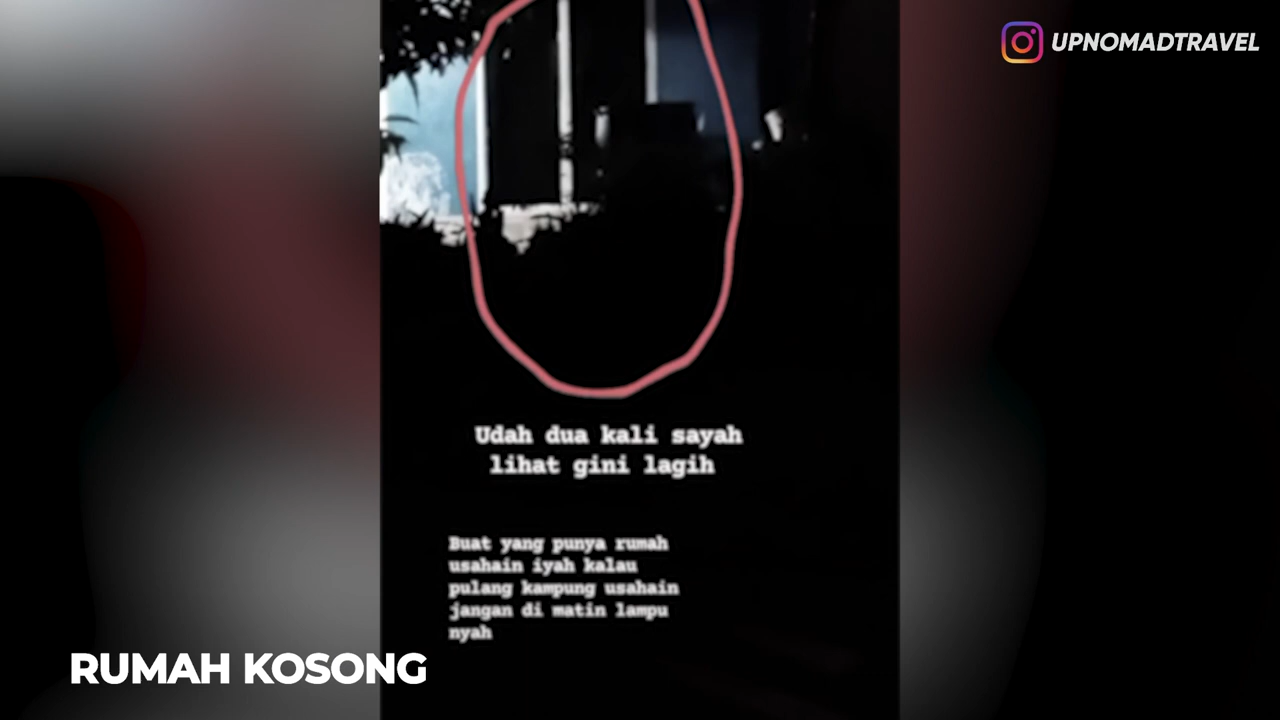 UPNOMADTRAVEL
Udah dua kali sayah
lihat gini lagih
Buat yang punya rumah
usahain iyah kalau
pulang kampung usahain
jangan di matin lampu
nyah
RUMAH KOSONG